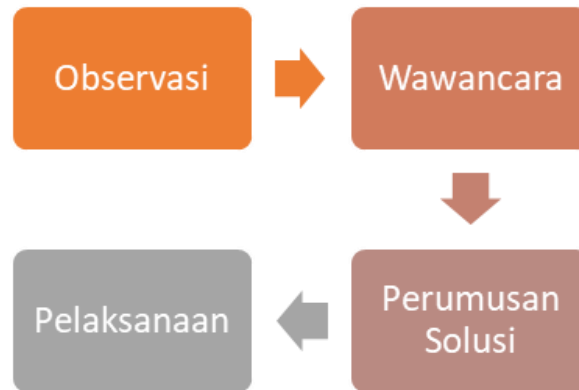 Observasi
Wawancara
Perumusan
Solusi
Pelaksanaan